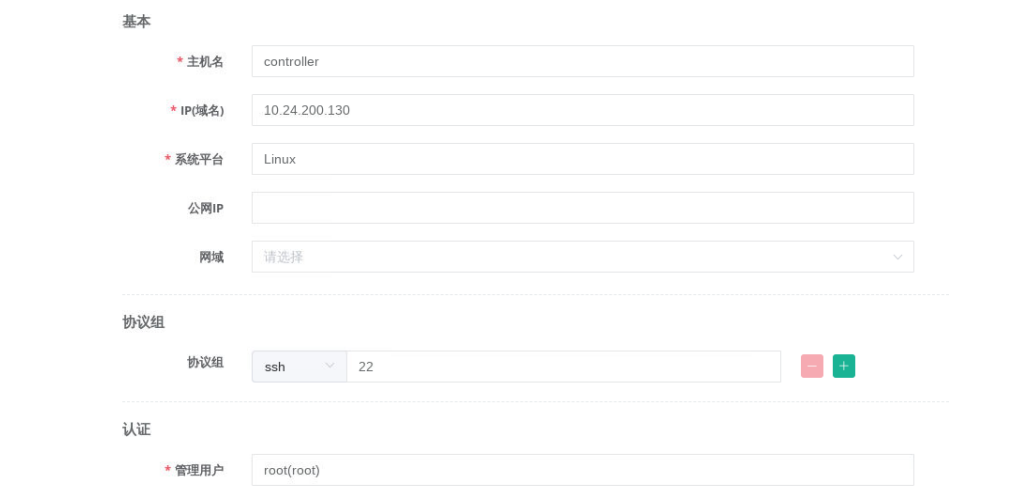 基本
* 主机名 controller
* IP(域名) 10.24.200.130
* 系统平台 Linux
公网IP
网域 请选择
协议组
协议组 ssh 22
认证
* 管理用户 root(root)